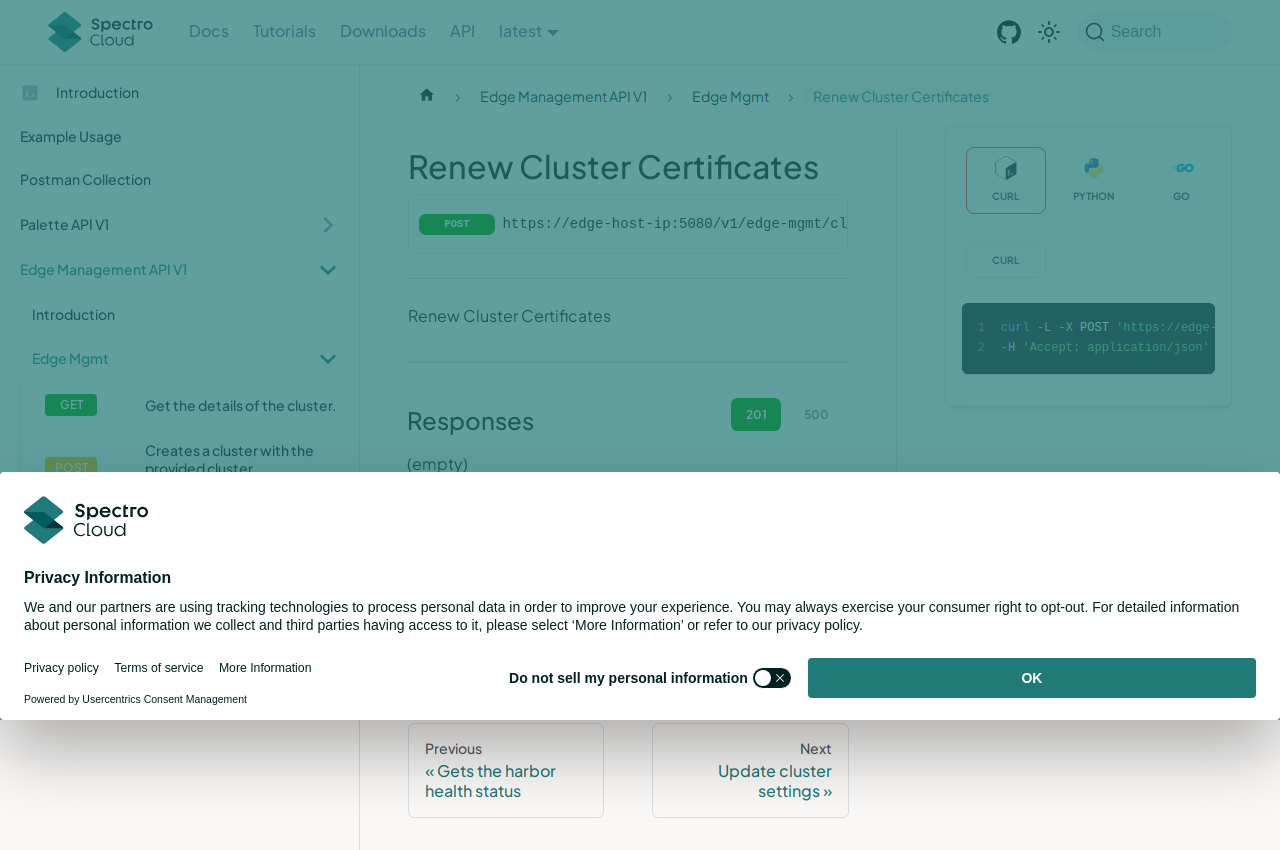 Spectro Cloud
Docs
Tutorials
Downloads
API
latest
Search
Introduction
Example Usage
Postman Collection
Palette API V1
Edge Management API V1
Introduction
Edge Mgmt
GET Get the details of the cluster.
POST Creates a cluster with the
provided cluster
Edge Management API V1
Edge Mgmt
Renew Cluster Certificates
Renew Cluster Certificates
POST https://edge-host-ip:5080/v1/edge-mgmt/cl
Renew Cluster Certificates
Responses
201
500
(empty)
CURL
PYTHON
GO
CURL
1 curl -L -X POST 'https://edge-
2 -H 'Accept: application/json'
Spectro
Cloud
Privacy Information
We and our partners are using tracking technologies to process personal data in order to improve your experience. You may always exercise your consumer right to opt-out. For detailed information
about personal information we collect and third parties having access to it, please select ‘More Information’ or refer to our privacy policy.
Privacy policy
Terms of service
More Information
Powered by Usercentrics Consent Management
Do not sell my personal information
OK
Previous
« Gets the harbor
health status
Next
Update cluster
settings »